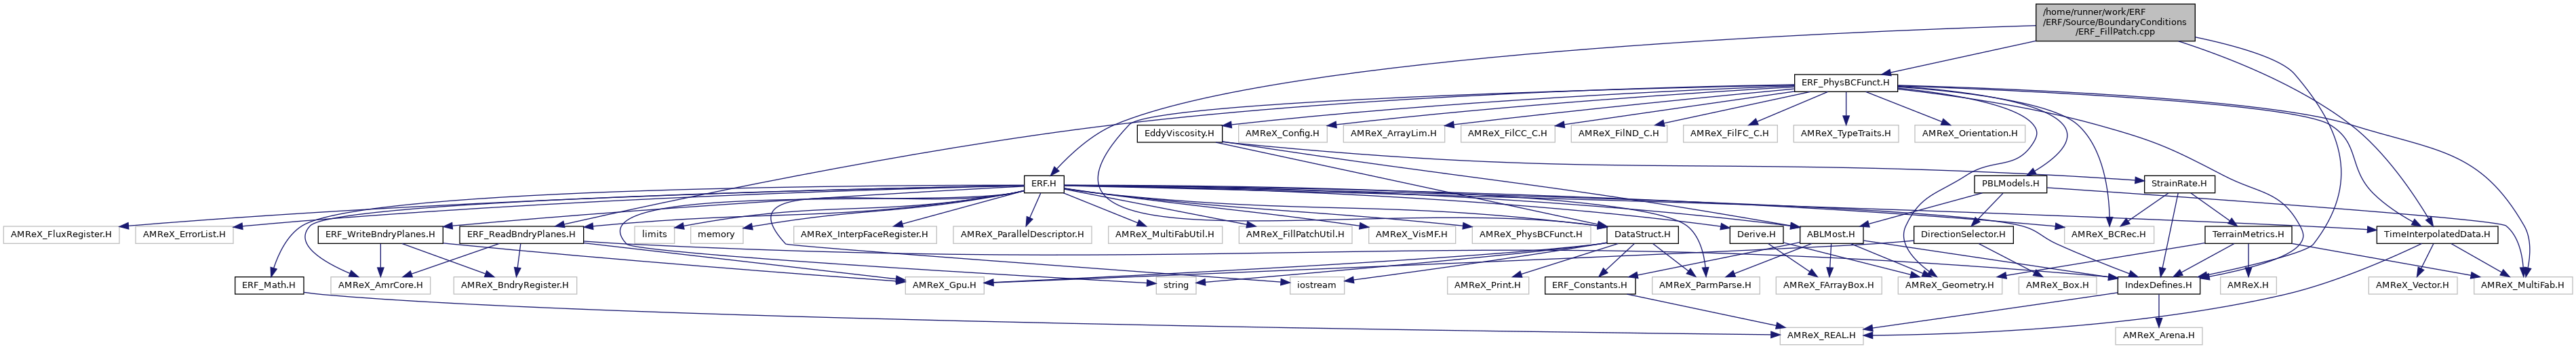 /home/runner/work/ERF
/ERF/Source/BoundaryConditions
/ERF_FillPatch.cpp
ERF_PhysBCFunct.H
EddyViscosity.H
AMReX_Config.H
AMReX_ArrayLim.H
AMReX_FilCC_C.H
AMReX_FilND_C.H
AMReX_FilFC_C.H
AMReX_TypeTraits.H
AMReX_Orientation.H
ERF.H
PBLModels.H
StrainRate.H
AMReX_FluxRegister.H
AMReX_ErrorList.H
ERF_WriteBndryPlanes.H
ERF_ReadBndryPlanes.H
limits
memory
AMReX_InterpFaceRegister.H
AMReX_ParallelDescriptor.H
AMReX_MultiFabUtil.H
AMReX_FillPatchUtil.H
AMReX_VisMF.H
AMReX_PhysBCFunct.H
DataStruct.H
Derive.H
ABLMost.H
DirectionSelector.H
AMReX_BCRec.H
TerrainMetrics.H
TimeInterpolatedData.H
ERF_Math.H
AMReX_AmrCore.H
AMReX_BndryRegister.H
AMReX_Gpu.H
string
iostream
AMReX_Print.H
ERF_Constants.H
AMReX_ParmParse.H
AMReX_FArrayBox.H
AMReX_Geometry.H
AMReX_Box.H
IndexDefines.H
AMReX.H
AMReX_Vector.H
AMReX_MultiFab.H
AMReX_REAL.H
AMReX_Arena.H